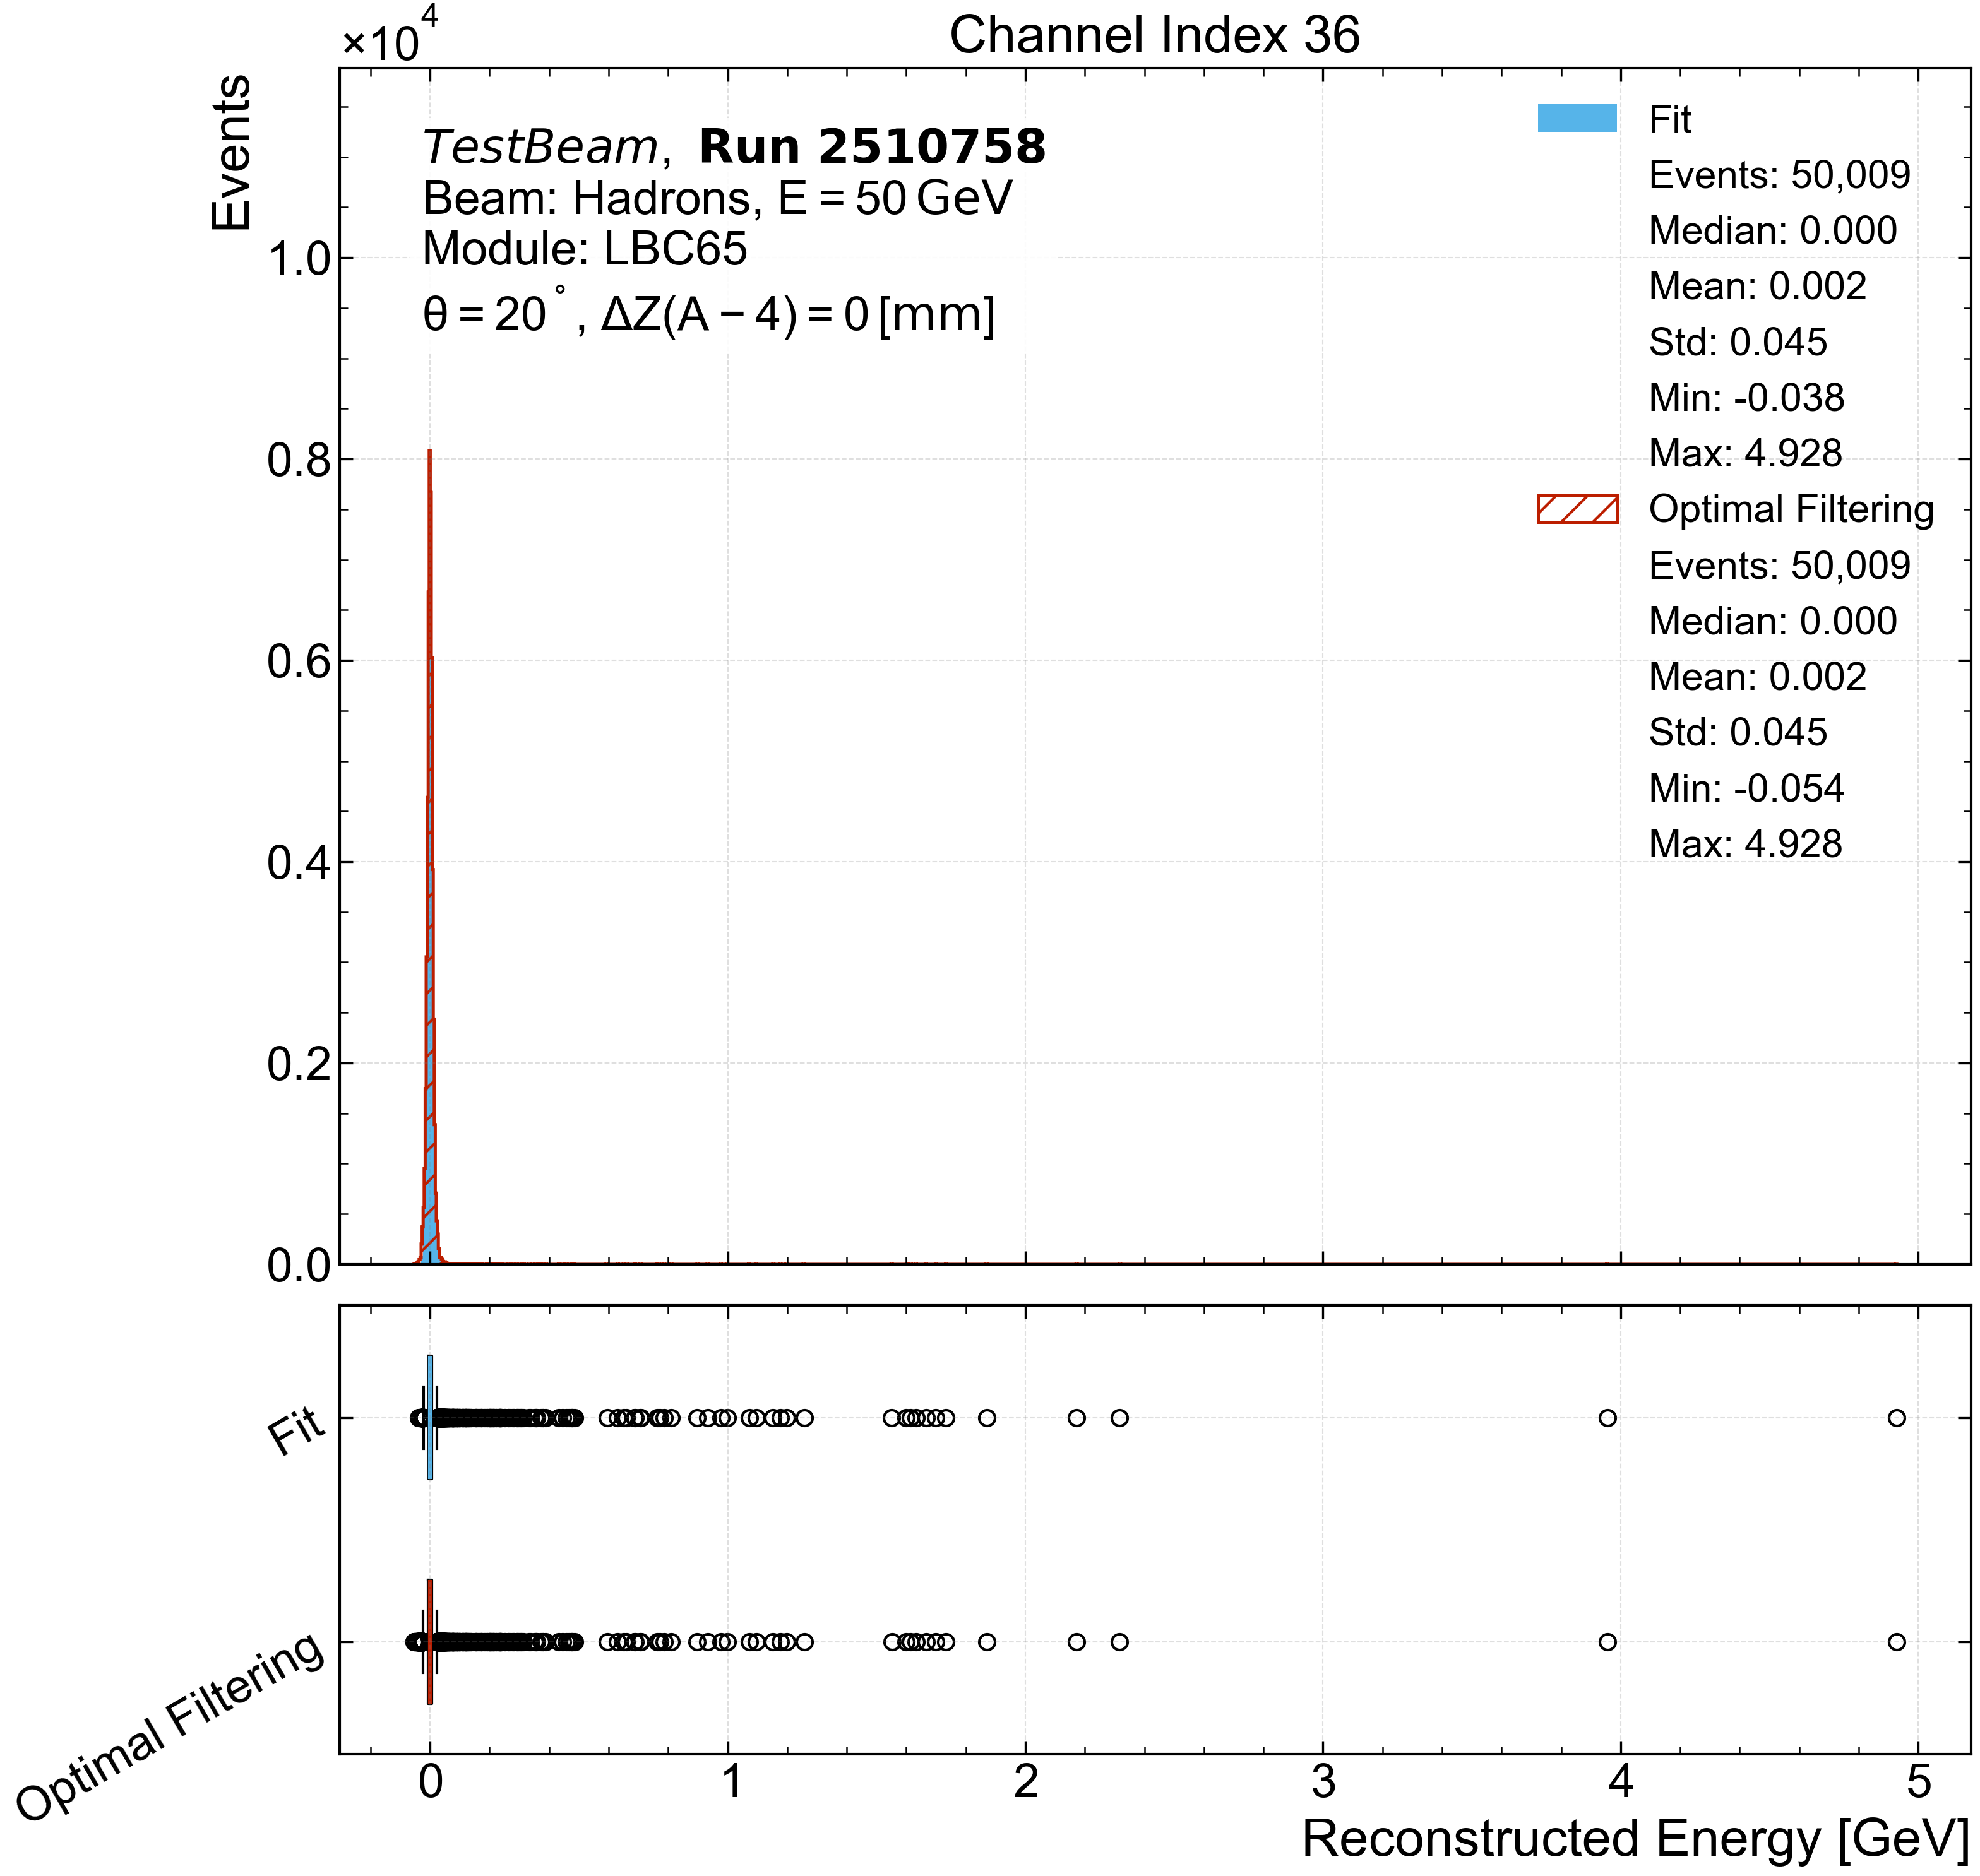 Channel Index 36
×10⁴
Events
TestBeam, Run 2510758
Beam: Hadrons, E = 50 GeV
Module: LBC65
θ = 20°, ΔZ(A − 4) = 0 [mm]
Fit
Events: 50,009
Median: 0.000
Mean: 0.002
Std: 0.045
Min: -0.038
Max: 4.928
Optimal Filtering
Events: 50,009
Median: 0.000
Mean: 0.002
Std: 0.045
Min: -0.054
Max: 4.928
1.0
0.8
0.6
0.4
0.2
0.0
Fit
Optimal Filtering
0 1 2 3 4 5
Reconstructed Energy [GeV]